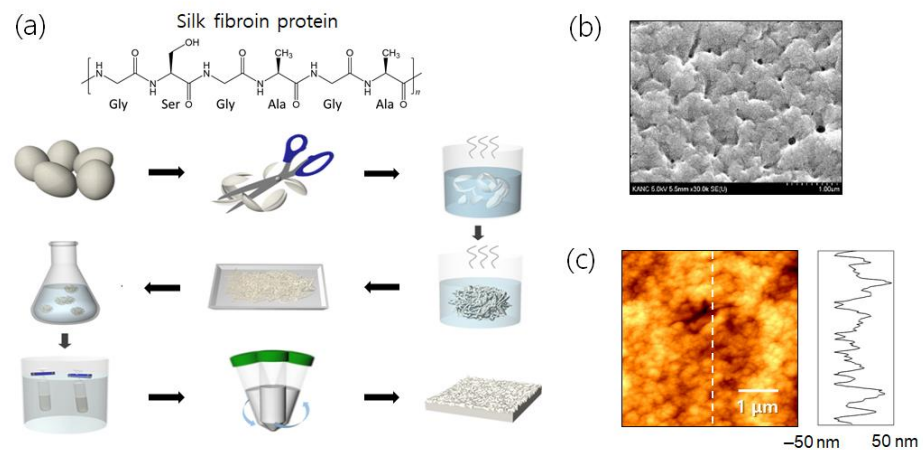 (a)
Silk fibroin protein
OH
O
CH₃
O
CH₃
O
H
N
N
H
O
H
N
N
H
O
H
N
N
H
O
n
Gly Ser Gly Ala Gly Ala
(b)
KANC 5.0kV 5.5mm x30.0k SE(U) 1.00μm
(c)
1 μm
−50 nm 50 nm